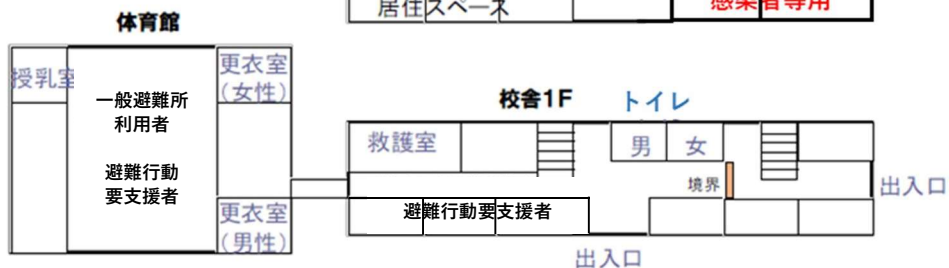 居住スペース
感染者専用
体育館
授乳室
更衣室
(女性)
一般避難所
利用者
避難行動
要支援者
更衣室
(男性)
校舎1F
トイレ
救護室
男
女
境界
出入口
避難行動要支援者
出入口